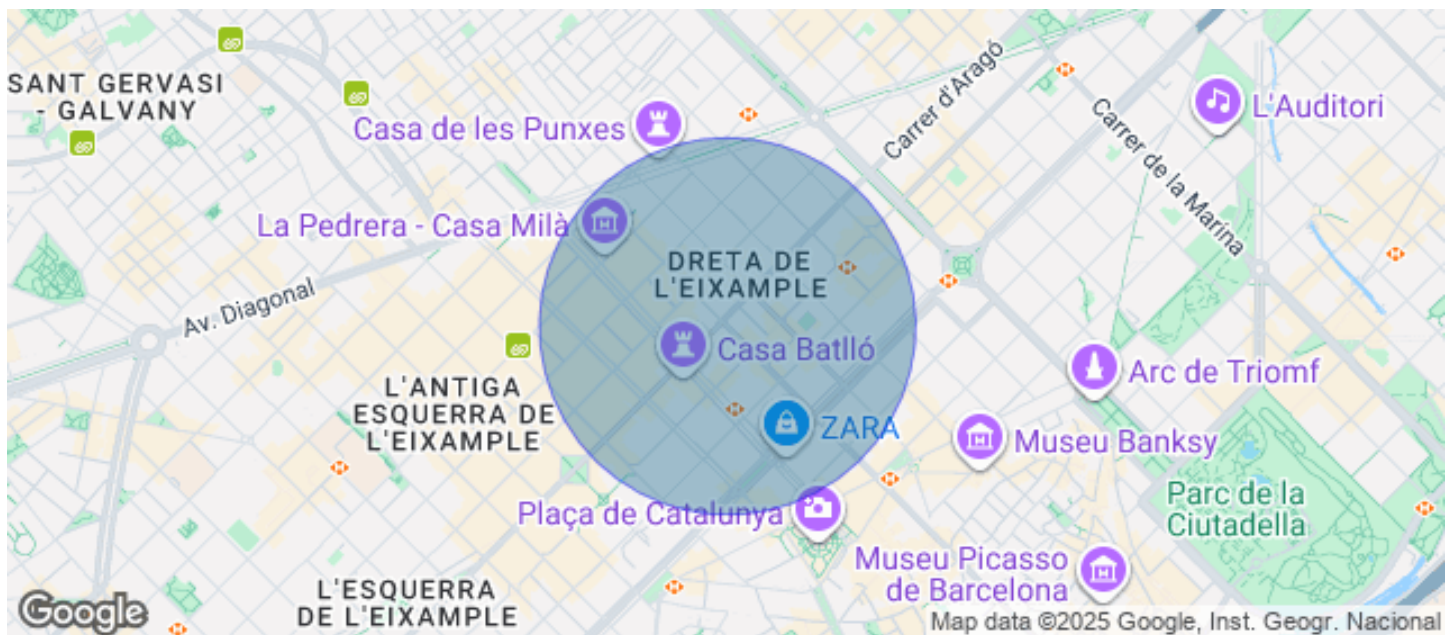 SANT GERVASI
- GALVANY
Casa de les Punxes
Carrer d'Aragó
L'Auditori
Carrer de la Marina
La Pedrera - Casa Milà
DRETA DE
L'EIXAMPLE
Av. Diagonal
Casa Batlló
L'ANTIGA
ESQUERRA DE
L'EIXAMPLE
Arc de Triomf
ZARA
Museu Banksy
Plaça de Catalunya
Parc de la
Ciutadella
Museu Picasso
de Barcelona
L'ESQUERRA
DE L'EIXAMPLE
Google
Map data ©2025 Google, Inst. Geogr. Nacional